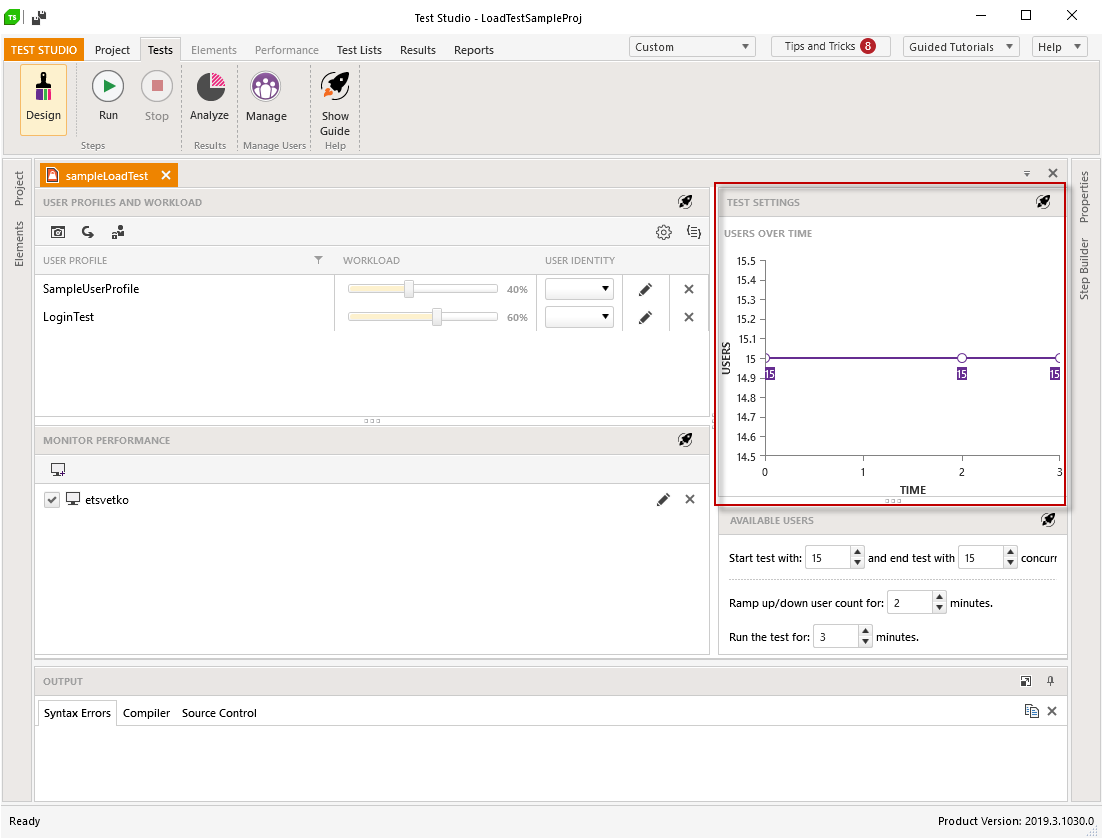 TS
Test Studio - LoadTestSampleProj
TEST STUDIO Project Tests Elements Performance Test Lists Results Reports Custom Tips and Tricks 8 Guided Tutorials Help
Design Run Stop Analyze Manage Show Guide
Steps Results Manage Users Help
Project
Elements
sampleLoadTest
USER PROFILES AND WORKLOAD
USER PROFILE WORKLOAD USER IDENTITY
SampleUserProfile 40%
LoginTest 60%
MONITOR PERFORMANCE
etsvetko
TEST SETTINGS
USERS OVER TIME
15.5
15.4
15.3
15.2
15.1
15
14.9
14.8
14.7
14.6
14.5
USERS
15 15 15
0 1 2 3
TIME
AVAILABLE USERS
Start test with: 15 and end test with 15 concurr
Ramp up/down user count for: 2 minutes.
Run the test for: 3 minutes.
Properties
Step Builder
OUTPUT
Syntax Errors Compiler Source Control
Ready Product Version: 2019.3.1030.0